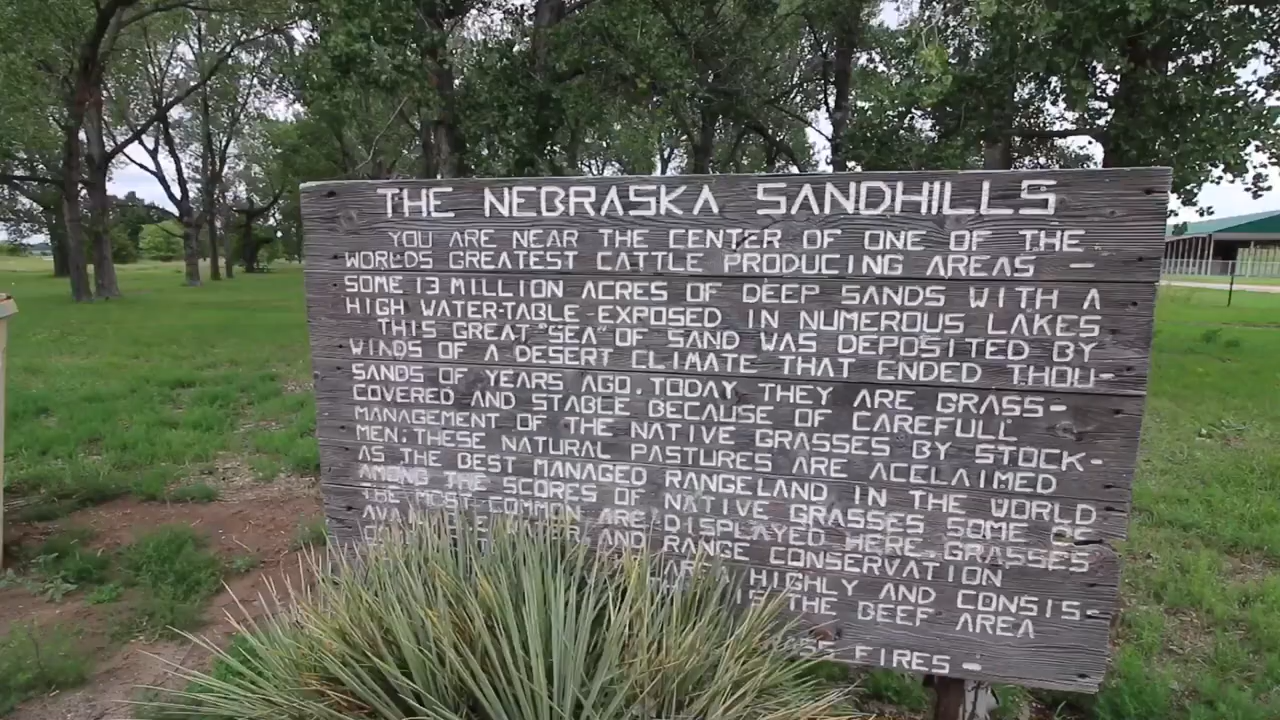 THE NEBRASKA SANDHILLS
YOU ARE NEAR THE CENTER OF ONE OF THE
WORLDS GREATEST CATTLE PRODUCING AREAS -
SOME 13 MILLION ACRES OF DEEP SANDS WITH A
HIGH WATER-TABLE EXPOSED IN NUMEROUS LAKES
THIS GREAT "SEA" OF SAND WAS DEPOSITED BY
WINDS OF A DESERT CLIMATE THAT ENDED THOU-
SANDS OF YEARS AGO. TODAY THEY ARE GRASS-
COVERED AND STABLE BECAUSE OF CAREFULL
MANAGEMENT OF THE NATIVE GRASSES BY STOCK-
MEN; THESE NATURAL PASTURES ARE ACLAIMED
AS THE BEST MANAGED RANGELAND IN THE WORLD
AMONG THE SCORES OF NATIVE GRASSES SOME OF
THE MOST COMMON ARE DISPLAYED HERE. GRASSES
AND RANGE CONSERVATION
ARE HIGHLY AND CONSIS-
THE BEEF AREA
FIRES -